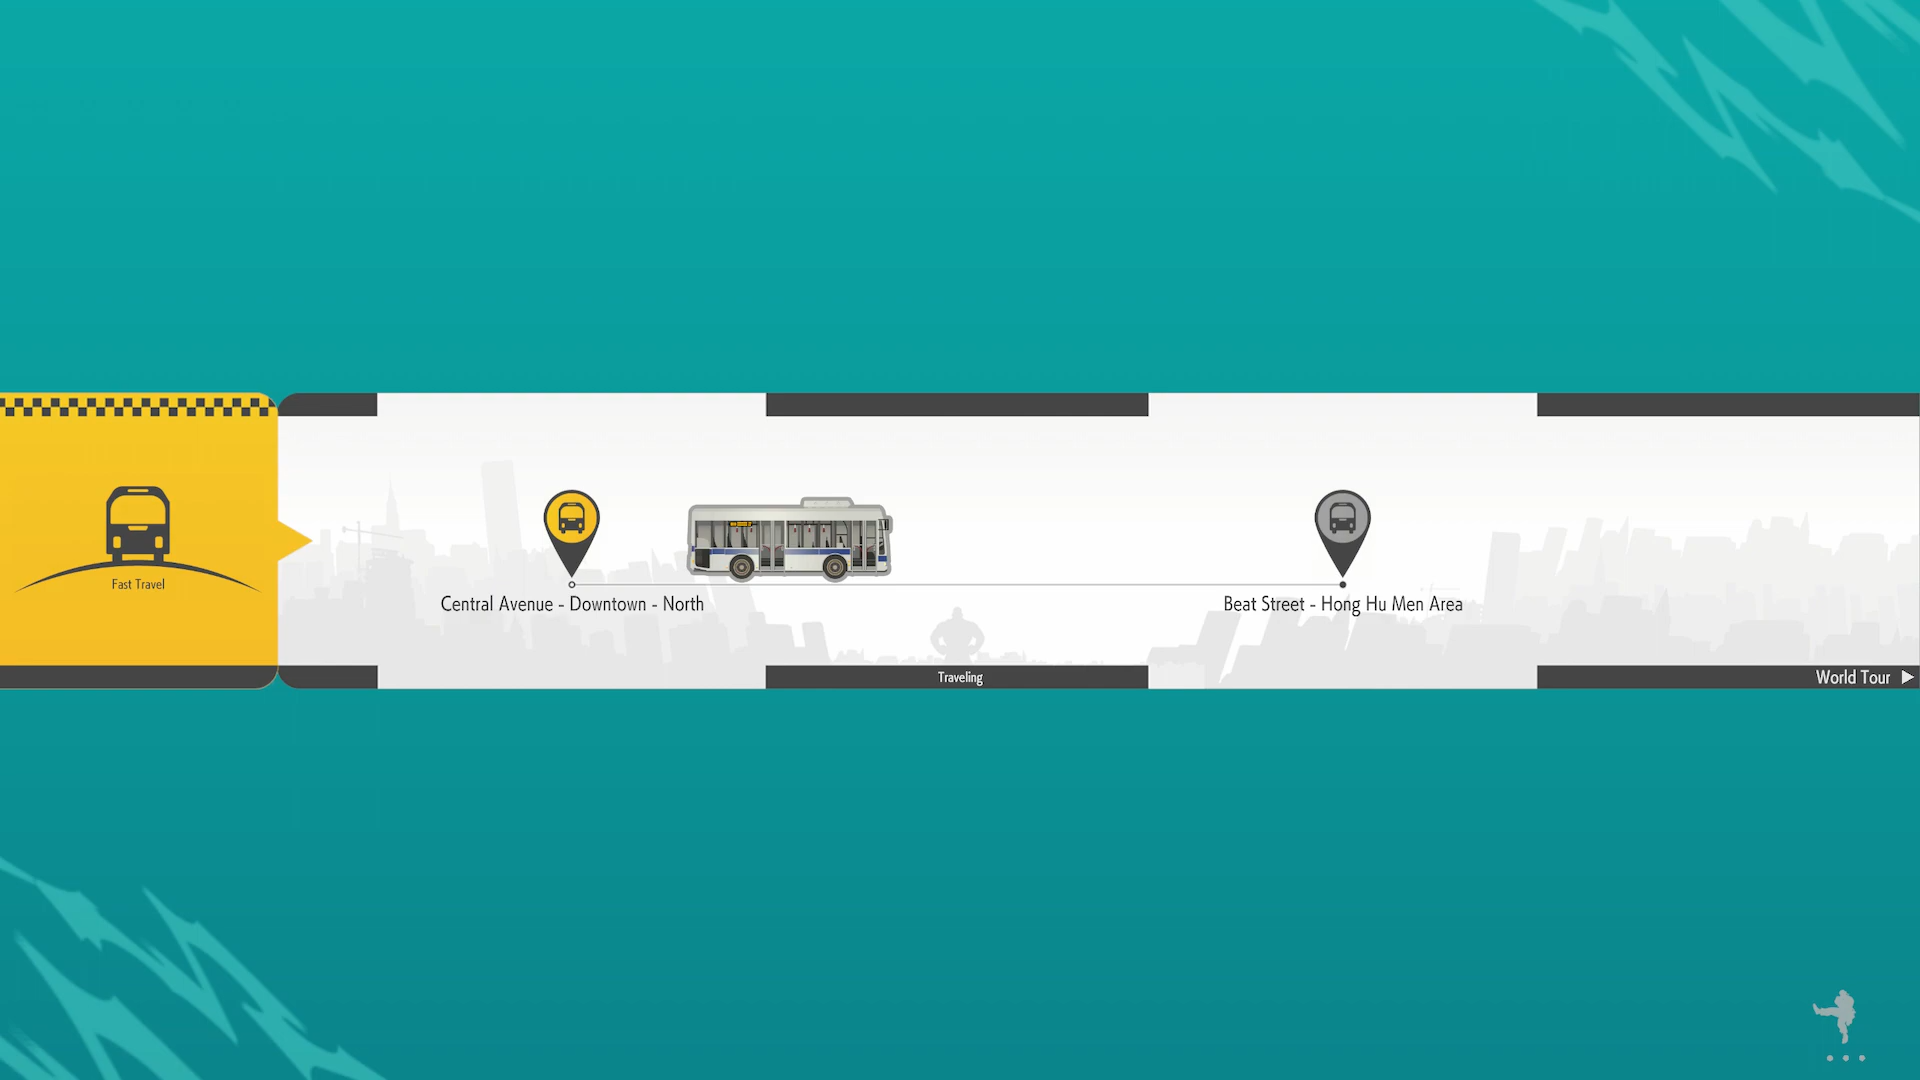 Fast Travel
Central Avenue - Downtown - North
Beat Street - Hong Hu Men Area
Traveling
World Tour